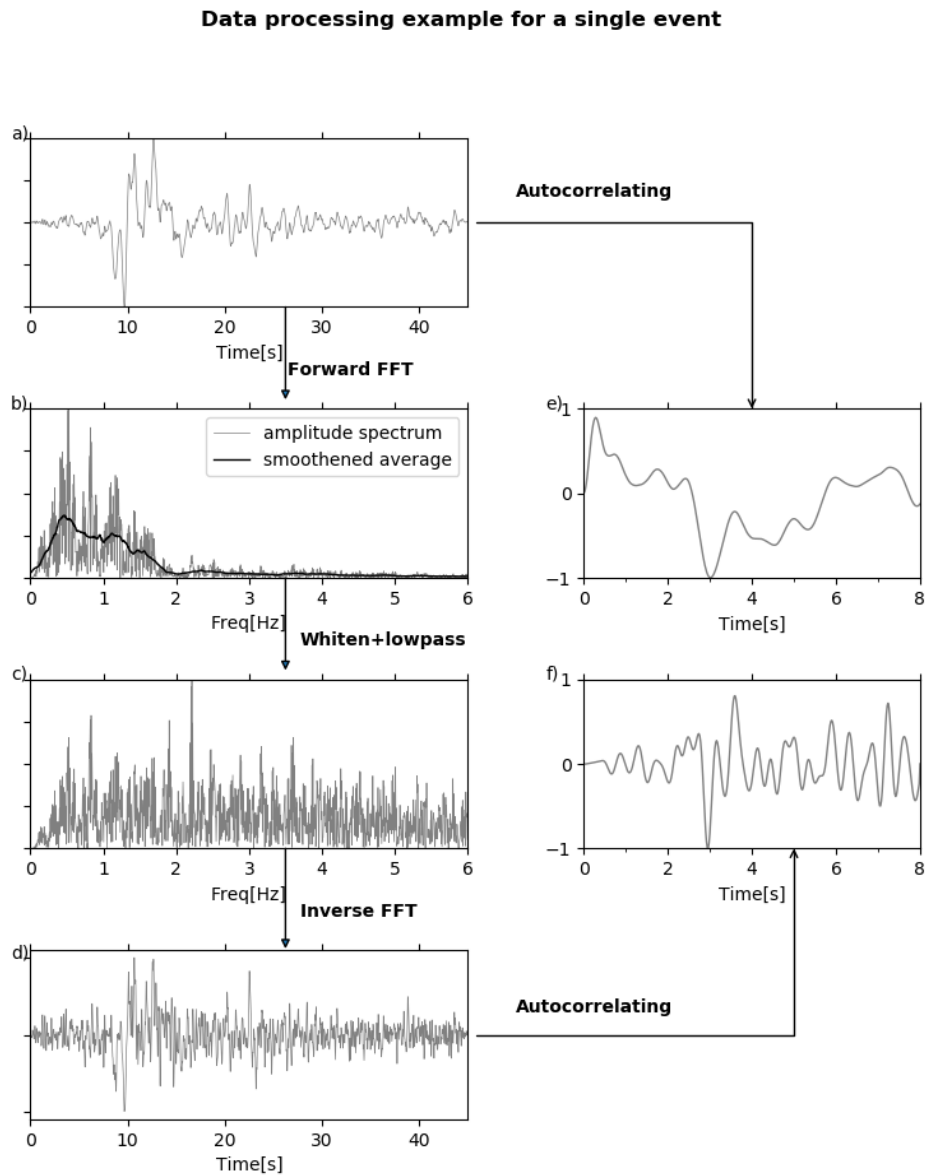 Data processing example for a single event
a)
Autocorrelating
0 10 20 30 40
Time[s]
Forward FFT
b)
amplitude spectrum
smoothened average
0 1 2 3 4 5 6
Freq[Hz]
e)
1
0
−1
0 2 4 6 8
Time[s]
Whiten+lowpass
c)
0 1 2 3 4 5 6
Freq[Hz]
f)
1
0
−1
0 2 4 6 8
Time[s]
Inverse FFT
d)
Autocorrelating
0 10 20 30 40
Time[s]